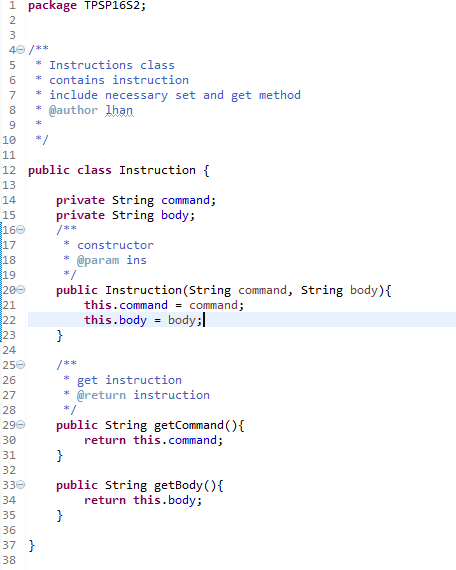 1 package TPSP16S2;
2
3
4 /**
5  * Instructions class
6  * contains instruction
7  * include necessary set and get method
8  * @author lhan
9  *
10  */
11
12 public class Instruction {
13
14     private String command;
15     private String body;
16     /**
17      * constructor
18      * @param ins
19      */
20     public Instruction(String command, String body){
21         this.command = command;
22         this.body = body;
23     }
24
25     /**
26      * get instruction
27      * @return instruction
28      */
29     public String getCommand(){
30         return this.command;
31     }
32
33     public String getBody(){
34         return this.body;
35     }
36
37 }
38